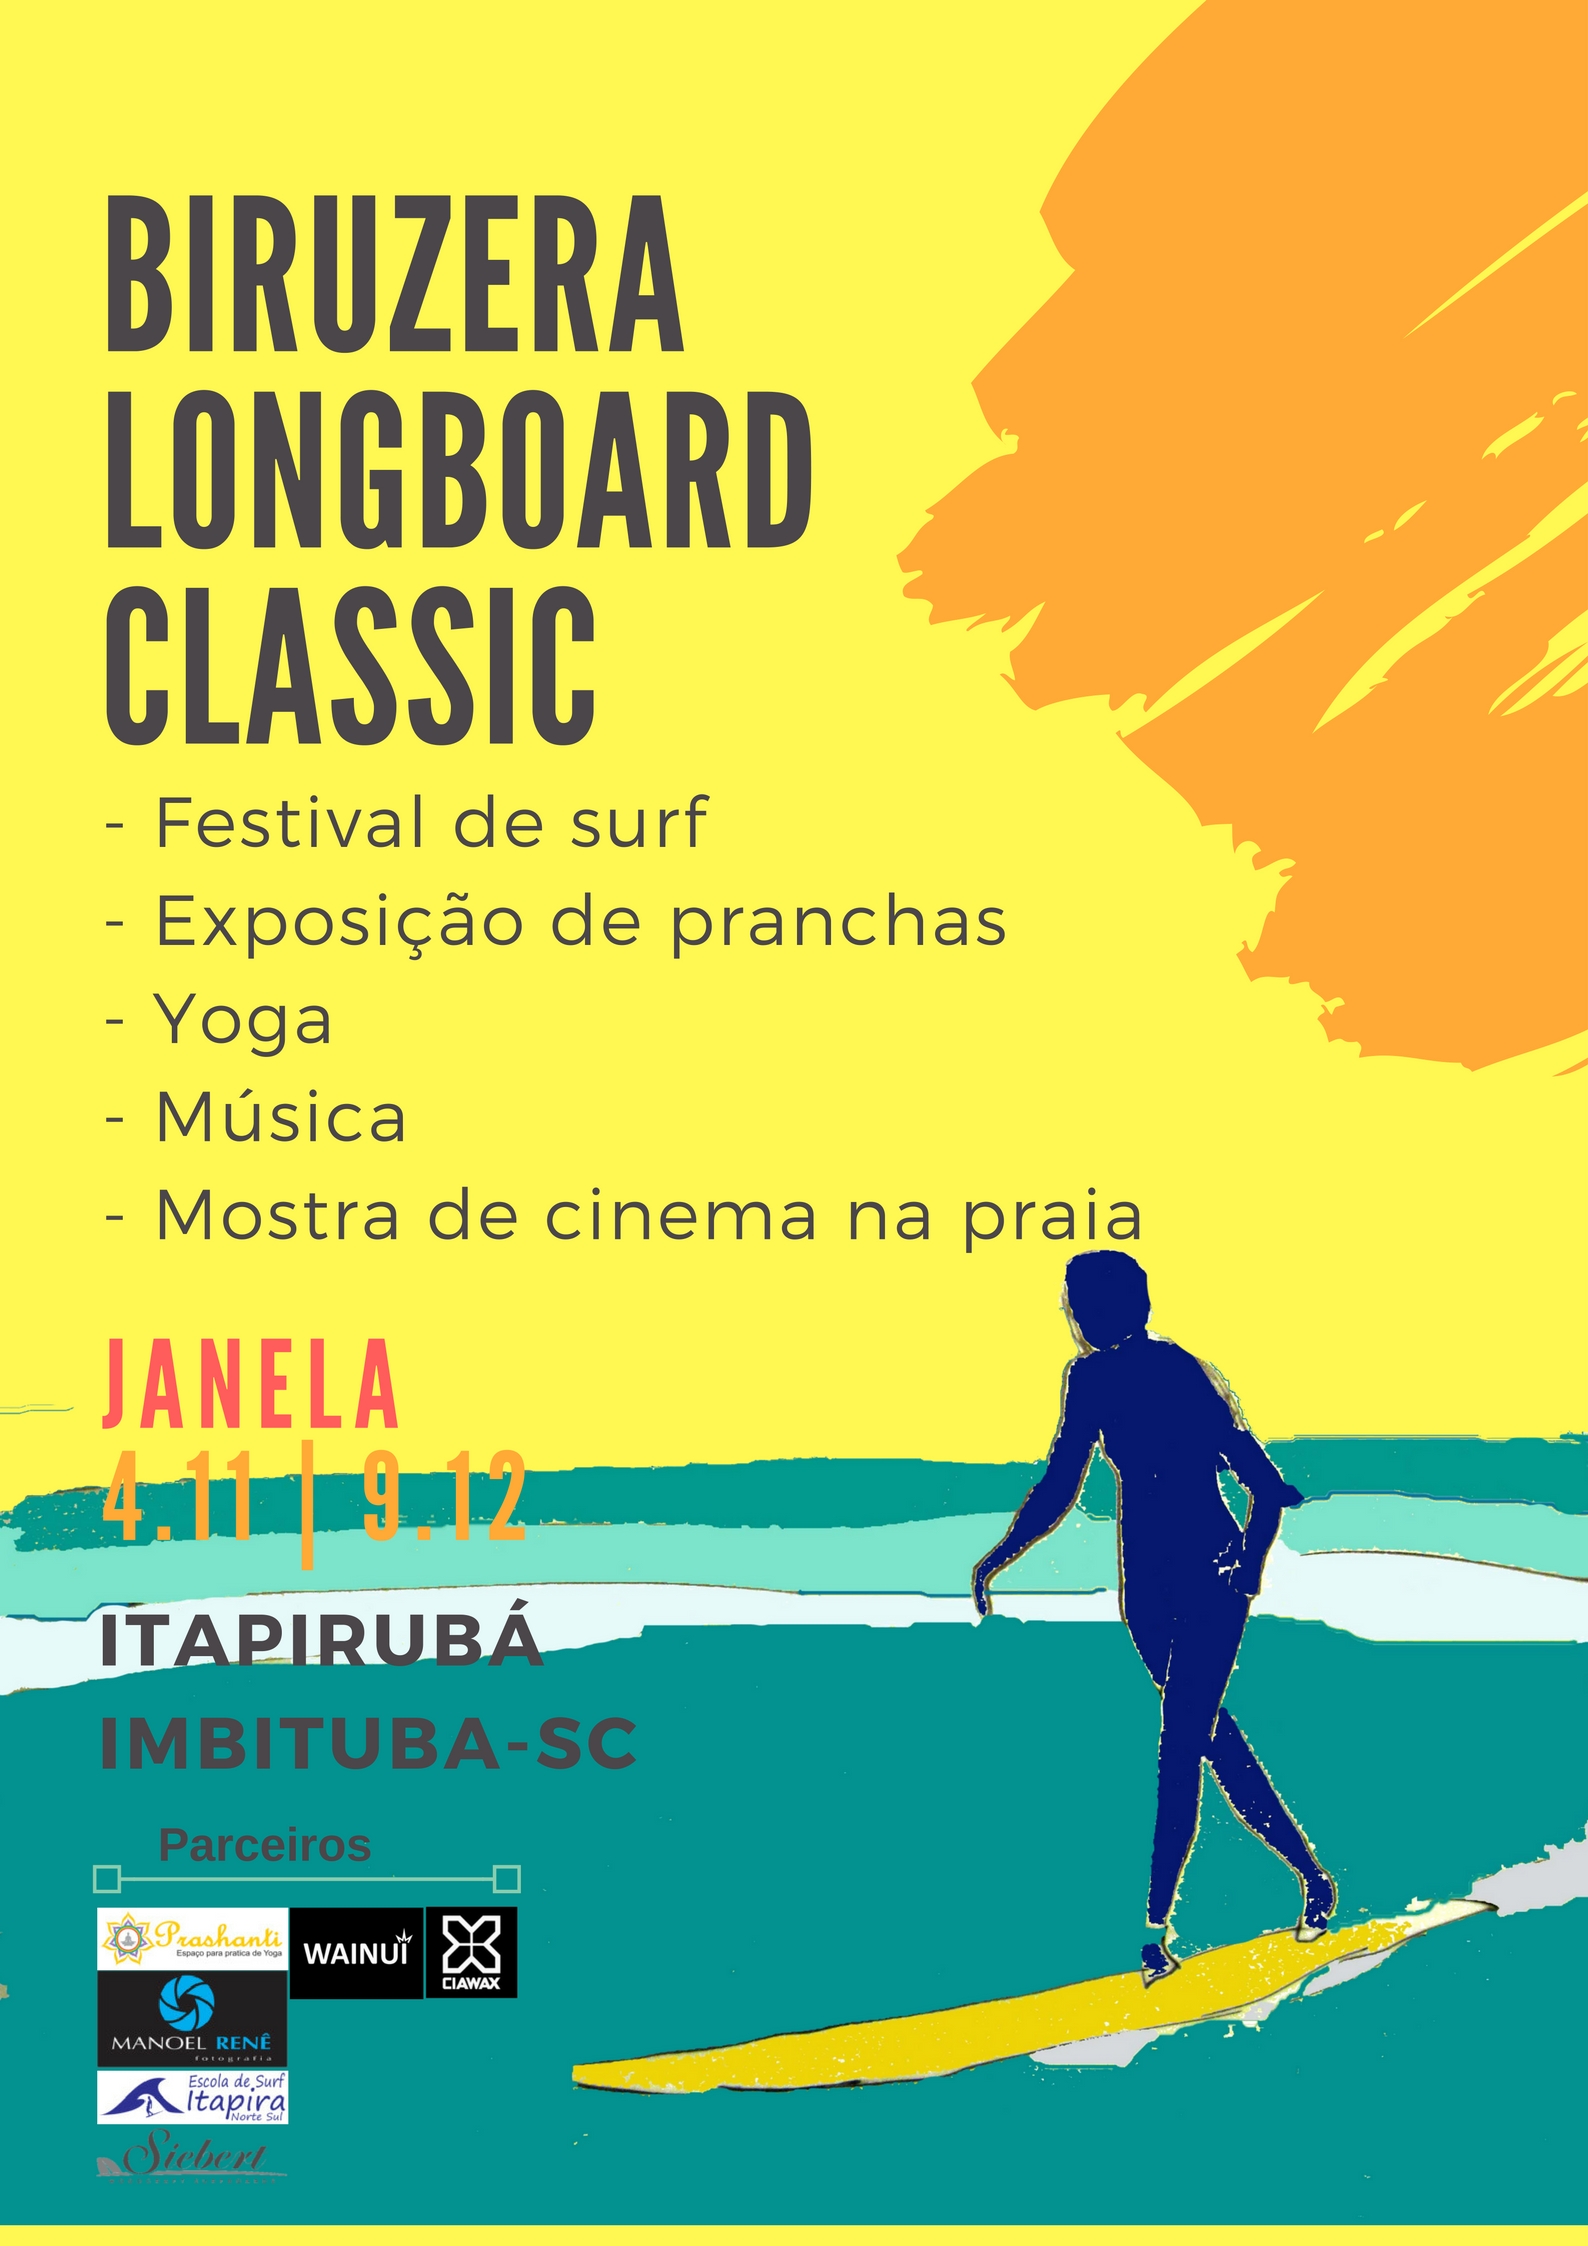 BIRUZERA
LONGBOARD
CLASSIC
- Festival de surf
- Exposição de pranchas
- Yoga
- Música
- Mostra de cinema na praia
JANELA
4.11 | 9.12
ITAPIRUBÁ
IMBITUBA-SC
Parceiros
Prashanti
Espaço para pratica de Yoga
WAINUI
CIAWAX
MANOEL RENÊ
fotografia
Escola de Surf
Itapira
Norte Sul
Siebert